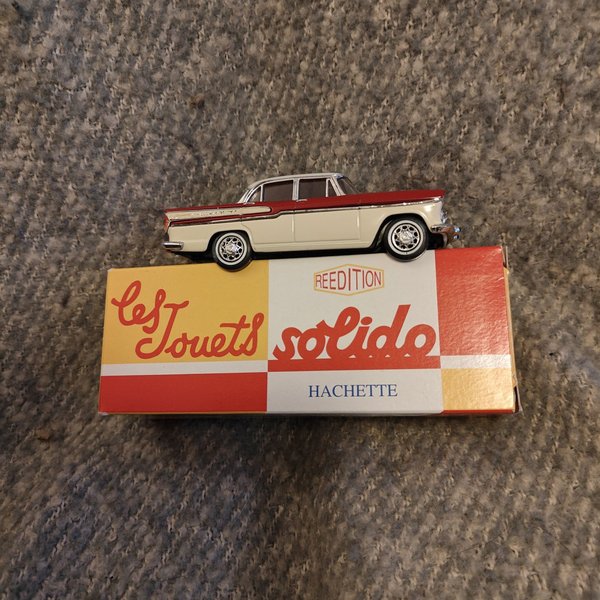 REEDITION
Les
Jouets
solido
HACHETTE